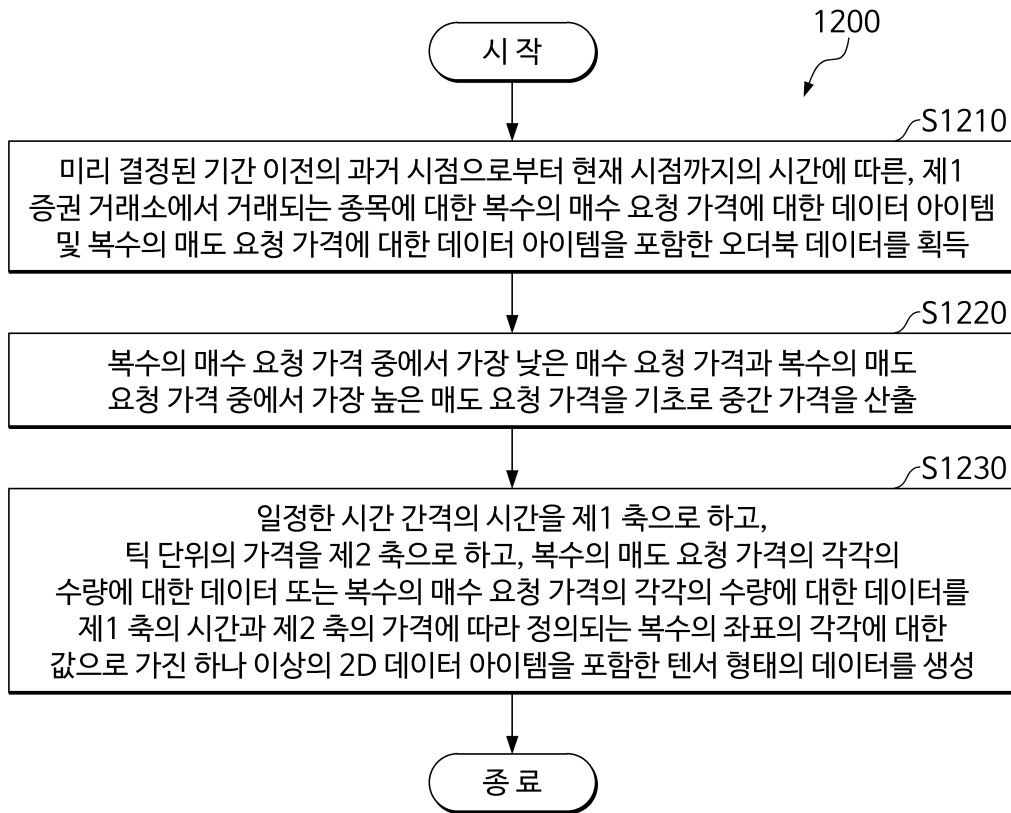 1200
시작
S1210
미리 결정된 기간 이전의 과거 시점으로부터 현재 시점까지의 시간에 따른, 제1
증권 거래소에서 거래되는 종목에 대한 복수의 매수 요청 가격에 대한 데이터 아이템
및 복수의 매도 요청 가격에 대한 데이터 아이템을 포함한 오더북 데이터를 획득
S1220
복수의 매수 요청 가격 중에서 가장 낮은 매수 요청 가격과 복수의 매도
요청 가격 중에서 가장 높은 매도 요청 가격을 기초로 중간 가격을 산출
S1230
일정한 시간 간격의 시간을 제1 축으로 하고,
틱 단위의 가격을 제2 축으로 하고, 복수의 매도 요청 가격의 각각의
수량에 대한 데이터 또는 복수의 매수 요청 가격의 각각의 수량에 대한 데이터를
제1 축의 시간과 제2 축의 가격에 따라 정의되는 복수의 좌표의 각각에 대한
값으로 가진 하나 이상의 2D 데이터 아이템을 포함한 텐서 형태의 데이터를 생성
종료